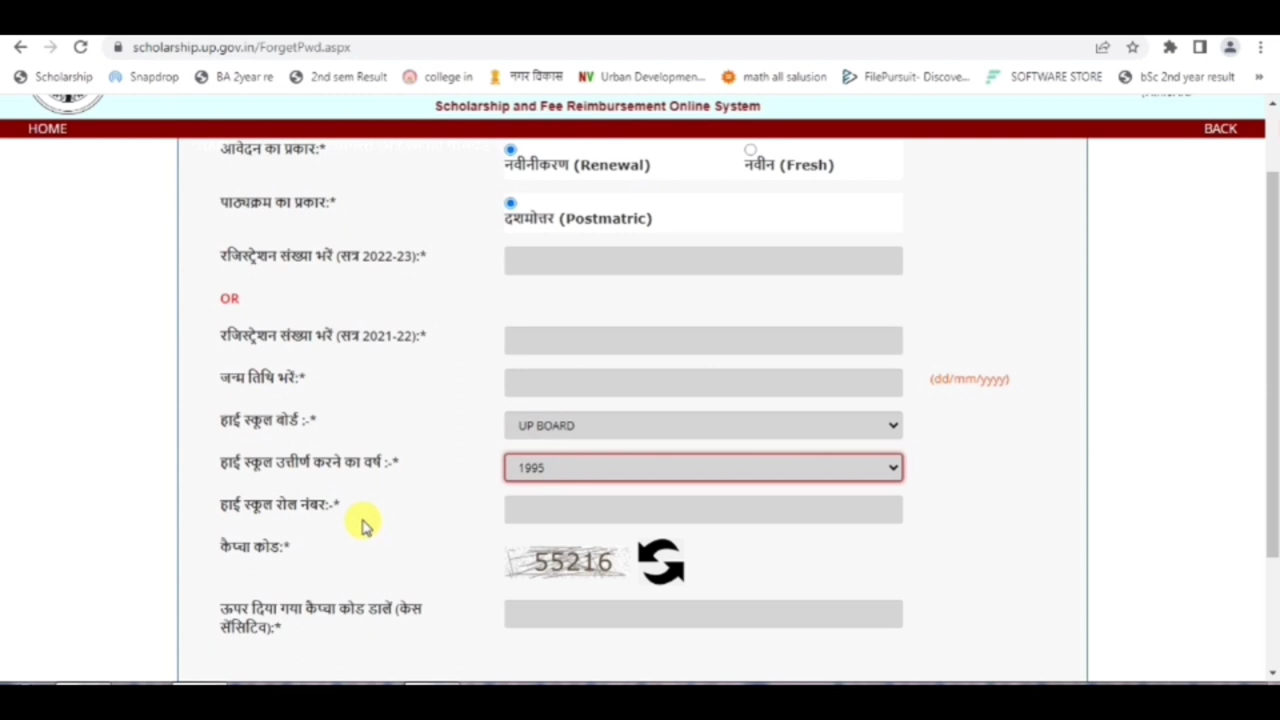 scholarship.up.gov.in/ForgetPwd.aspx
Scholarship Snapdrop BA 2year re 2nd sem Result college in नगर विकास NV Urban Developmen... math all salusion FilePursuit- Discove... SOFTWARE STORE bSc 2nd year result »
Scholarship and Fee Reimbursement Online System
HOME BACK
आवेदन का प्रकार:*
नवीनीकरण (Renewal) नवीन (Fresh)
पाठ्यक्रम का प्रकार:*
दशमोत्तर (Postmatric)
रजिस्ट्रेशन संख्या भरें (सत्र 2022-23):*
OR
रजिस्ट्रेशन संख्या भरें (सत्र 2021-22):*
जन्म तिथि भरें:* (dd/mm/yyyy)
हाई स्कूल बोर्ड :-* UP BOARD
हाई स्कूल उत्तीर्ण करने का वर्ष :-* 1995
हाई स्कूल रोल नंबर:-*
कैप्चा कोड:* 55216
ऊपर दिया गया कैप्चा कोड डालें (केस
सेंसिटिव):*